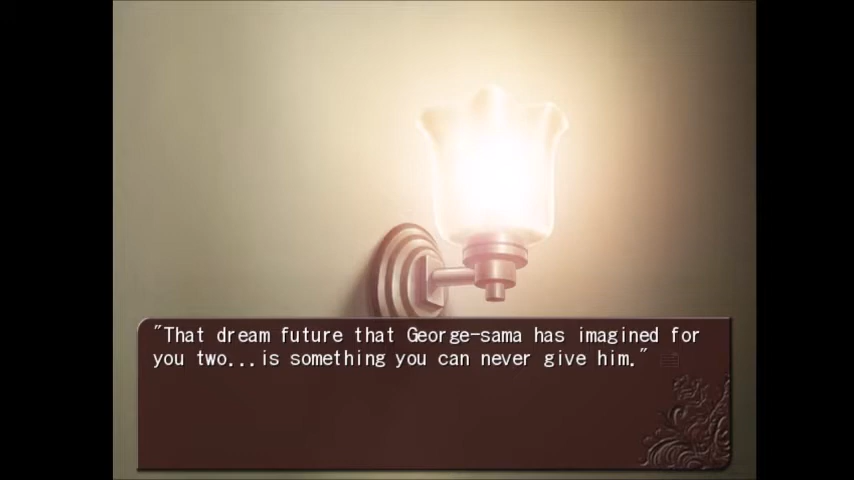 "That dream future that George-sama has imagined for
you two...is something you can never give him."